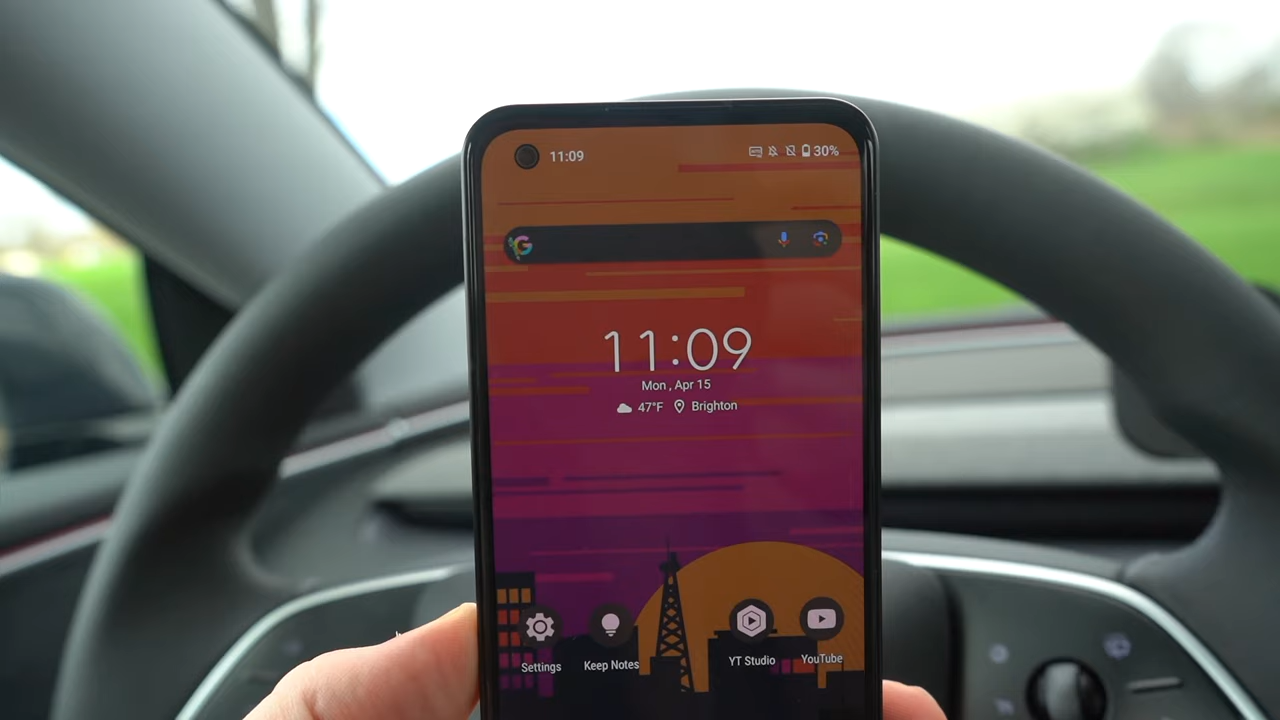 11:09
30%
11:09
Mon , Apr 15
47°F Brighton
Settings
Keep Notes
YT Studio
YouTube